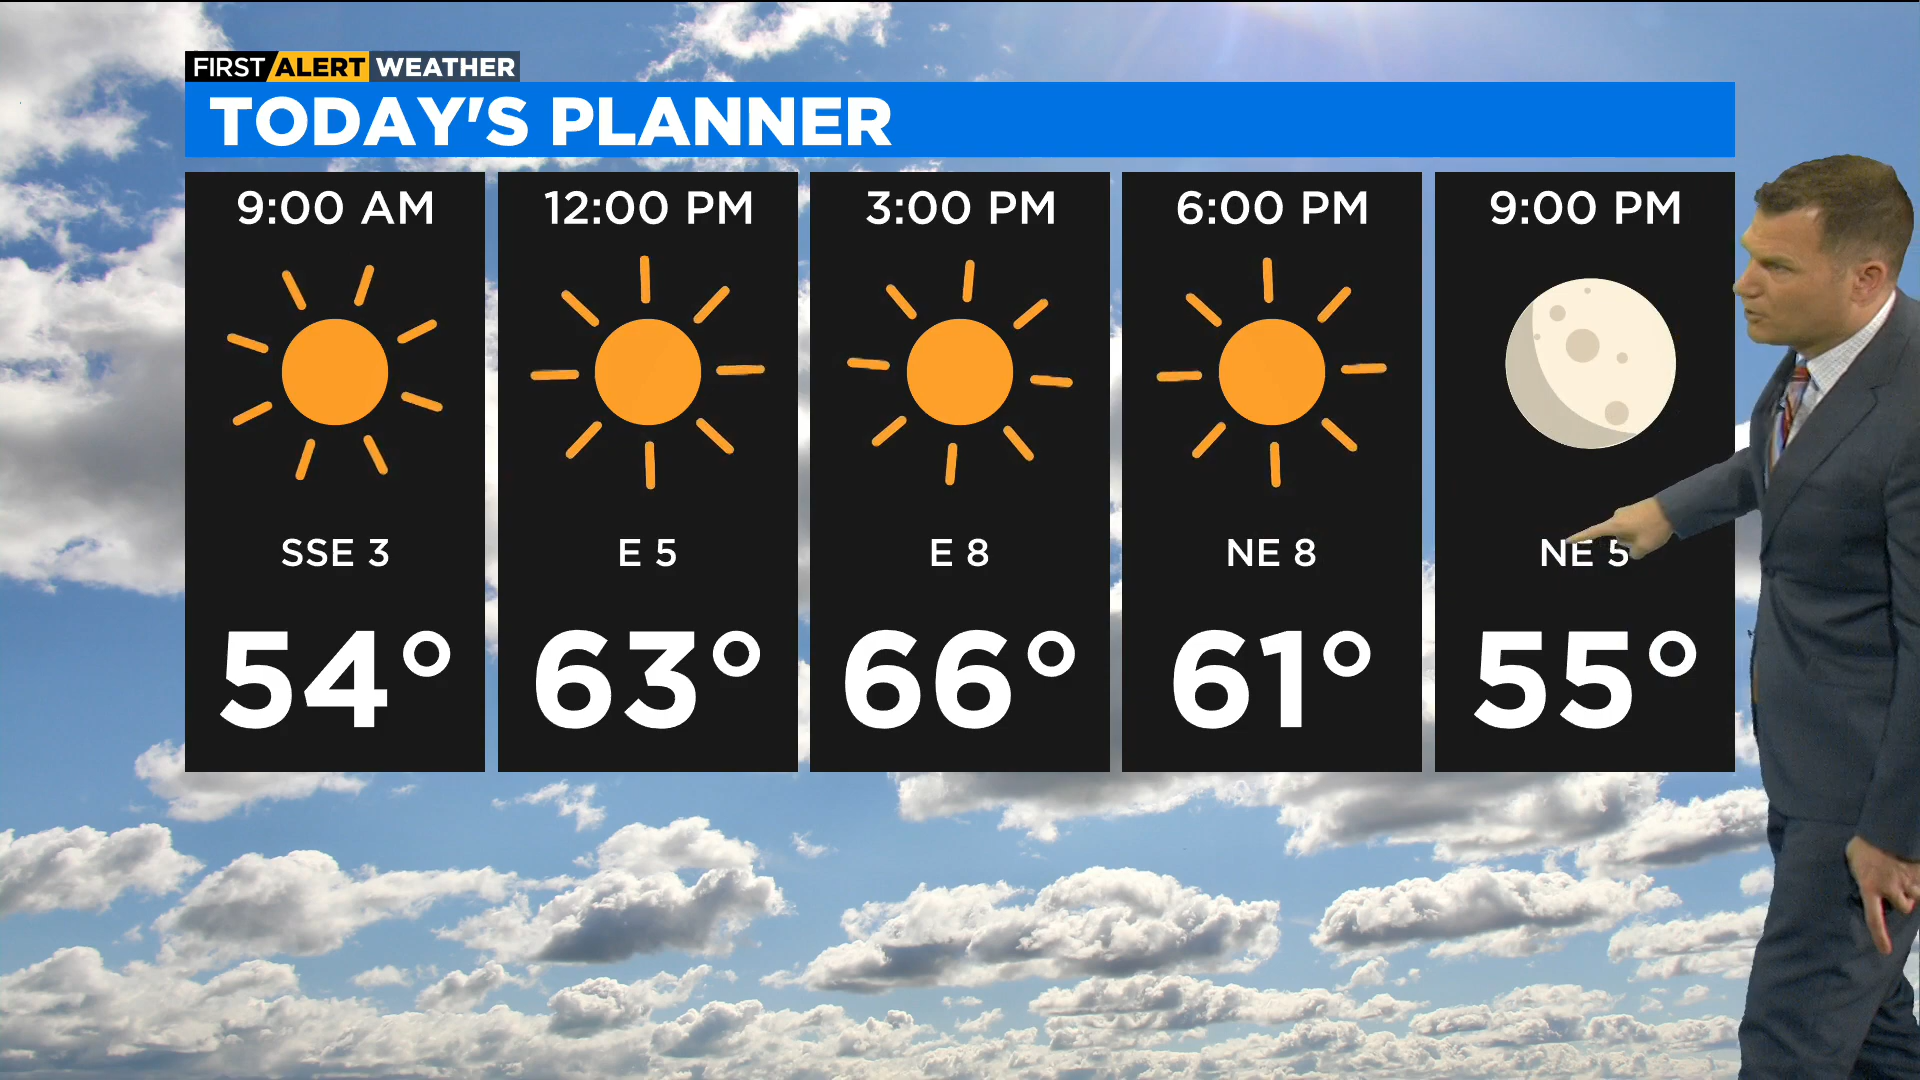 FIRST ALERT WEATHER
TODAY'S PLANNER
9:00 AM
SSE 3
54°
12:00 PM
E 5
63°
3:00 PM
E 8
66°
6:00 PM
NE 8
61°
9:00 PM
NE 5
55°